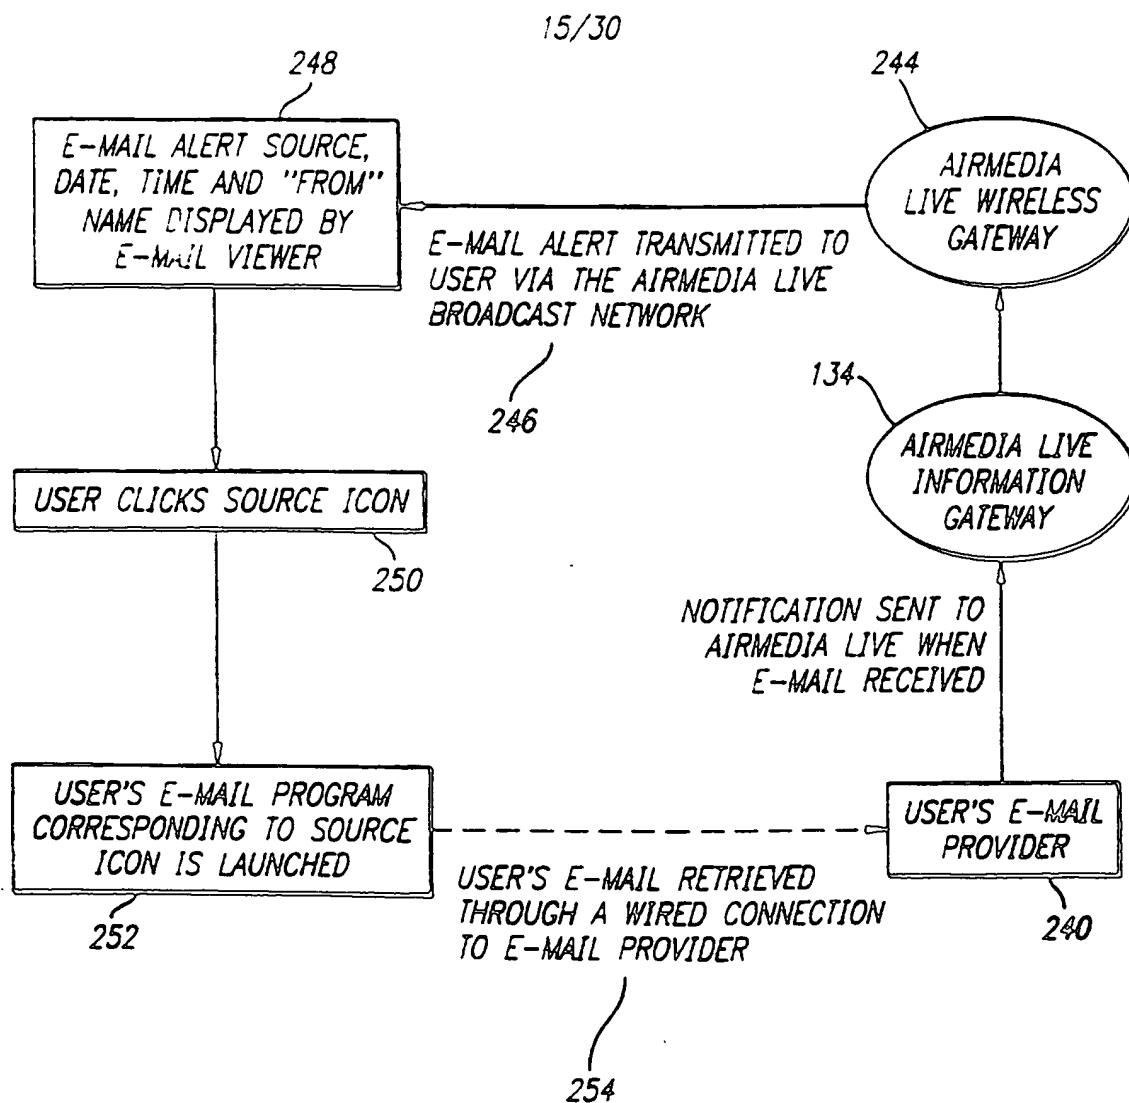 15/30
248
E-MAIL ALERT SOURCE,
DATE, TIME AND "FROM"
NAME DISPLAYED BY
E-MAIL VIEWER
244
AIRMEDIA
LIVE WIRELESS
GATEWAY
E-MAIL ALERT TRANSMITTED TO
USER VIA THE AIRMEDIA LIVE
BROADCAST NETWORK
246
134
AIRMEDIA LIVE
INFORMATION
GATEWAY
USER CLICKS SOURCE ICON
250
NOTIFICATION SENT TO
AIRMEDIA LIVE WHEN
E-MAIL RECEIVED
USER'S E-MAIL PROGRAM
CORRESPONDING TO SOURCE
ICON IS LAUNCHED
252
USER'S E-MAIL
PROVIDER
240
USER'S E-MAIL RETRIEVED
THROUGH A WIRED CONNECTION
TO E-MAIL PROVIDER
254